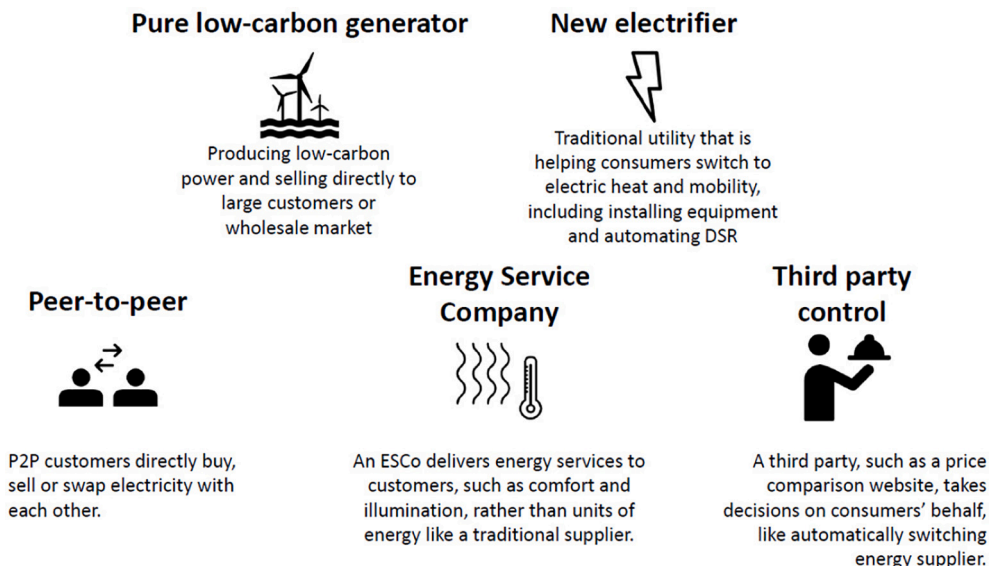 Pure low-carbon generator
Producing low-carbon
power and selling directly to
large customers or
wholesale market
New electrifier
Traditional utility that is
helping consumers switch to
electric heat and mobility,
including installing equipment
and automating DSR
Peer-to-peer
P2P customers directly buy,
sell or swap electricity with
each other.
Energy Service
Company
An ESCo delivers energy services to
customers, such as comfort and
illumination, rather than units of
energy like a traditional supplier.
Third party
control
A third party, such as a price
comparison website, takes
decisions on consumers’ behalf,
like automatically switching
energy supplier.